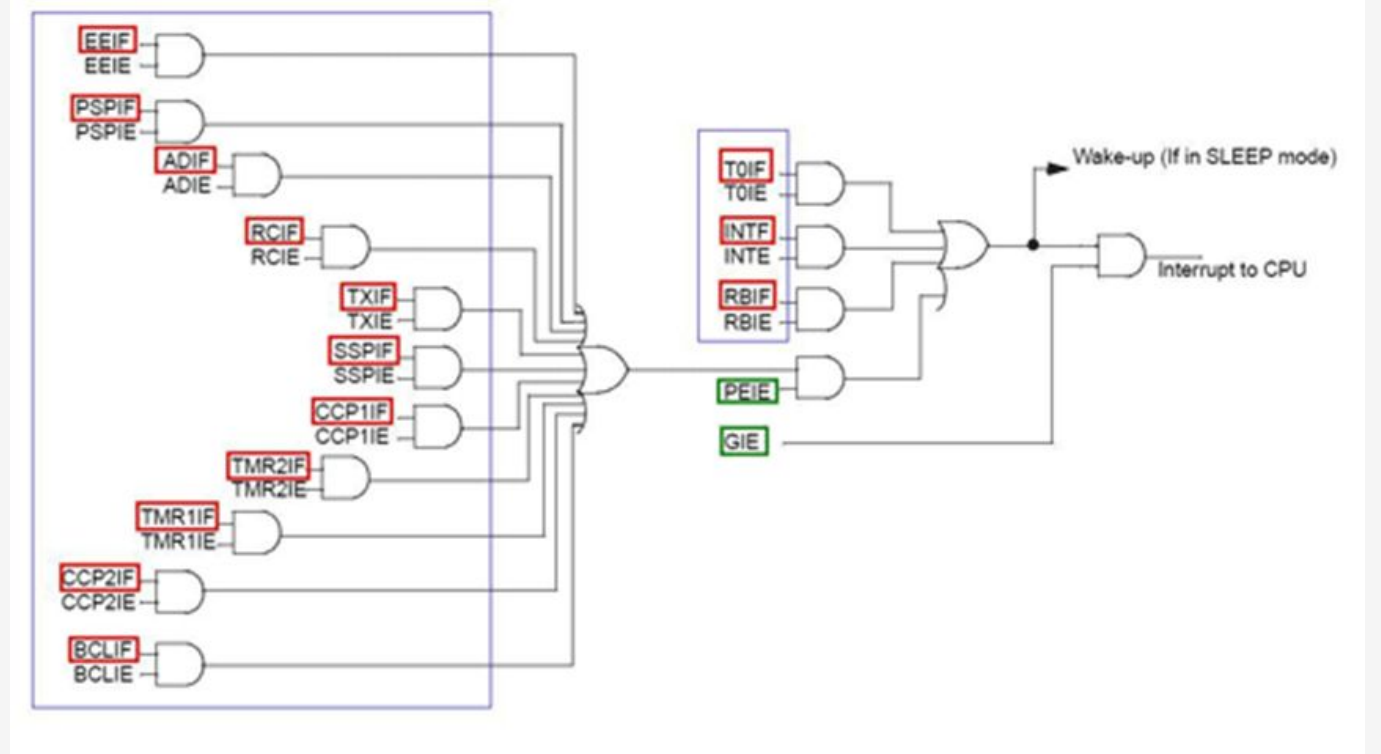 EEIF
EEIE
PSPIF
PSPIE
ADIF
ADIE
RCIF
RCIE
TXIF
TXIE
SSPIF
SSPIE
CCP1IF
CCP1IE
TMR2IF
TMR2IE
TMR1IF
TMR1IE
CCP2IF
CCP2IE
BCLIF
BCLIE
T0IF
T0IE
INTF
INTE
RBIF
RBIE
PEIE
GIE
Wake-up (If in SLEEP mode)
Interrupt to CPU